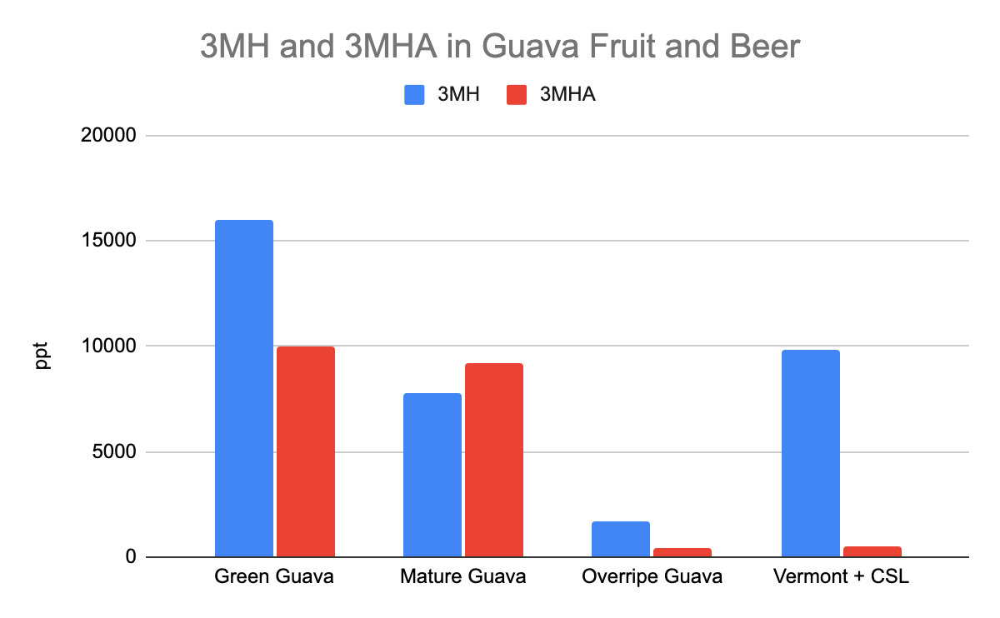 3MH and 3MHA in Guava Fruit and Beer
3MH 3MHA
20000
15000
10000
5000
0
ppt
Green Guava Mature Guava Overripe Guava Vermont + CSL